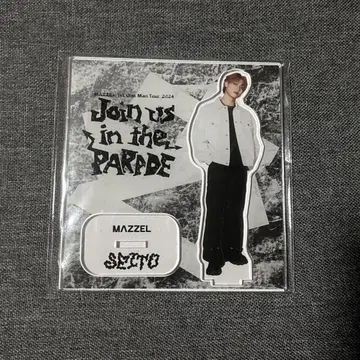 MAZZEL 1st One Man Tour 2024
Join us
in the
PARADE
MAZZEL
SEITO